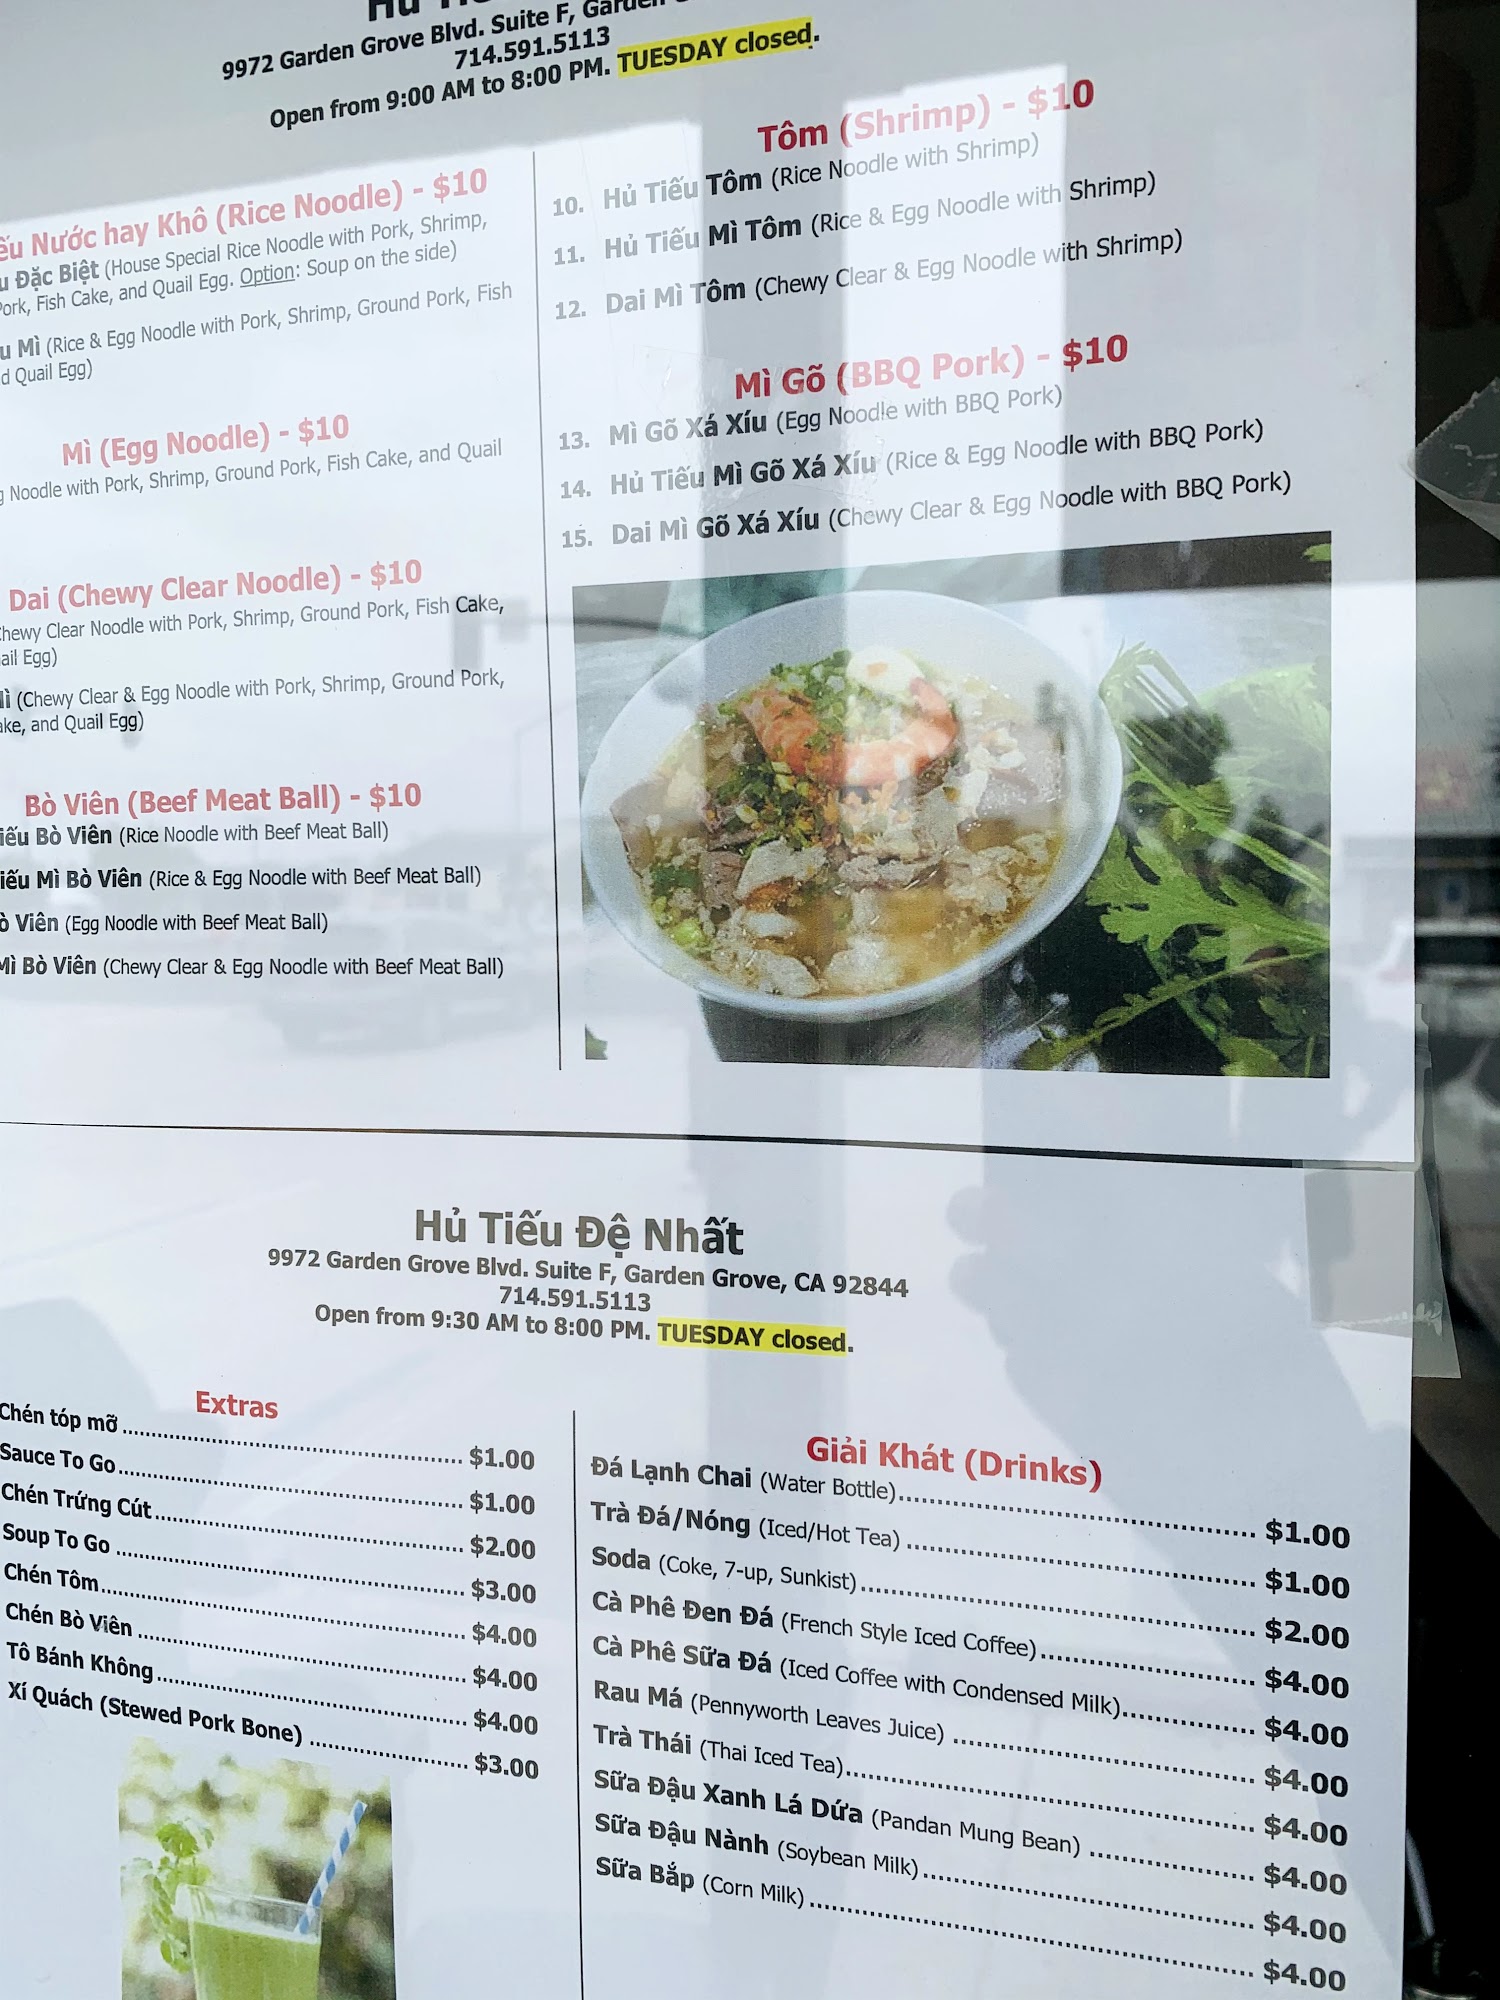 9972 Garden Grove Blvd. Suite F, Garden
714.591.5113
Open from 9:00 AM to 8:00 PM. TUESDAY closed.
Nước hay Khô (Rice Noodle) - $10
Đặc Biệt (House Special Rice Noodle with Pork, Shrimp,
Fish Cake, and Quail Egg. Option: Soup on the side)
Mì (Rice & Egg Noodle with Pork, Shrimp, Ground Pork, Fish
Quail Egg)
Mì (Egg Noodle) - $10
Noodle with Pork, Shrimp, Ground Pork, Fish Cake, and Quail
Dai (Chewy Clear Noodle) - $10
Chewy Clear Noodle with Pork, Shrimp, Ground Pork, Fish Cake,
Egg)
(Chewy Clear & Egg Noodle with Pork, Shrimp, Ground Pork,
and Quail Egg)
Bò Viên (Beef Meat Ball) - $10
Bò Viên (Rice Noodle with Beef Meat Ball)
Mì Bò Viên (Rice & Egg Noodle with Beef Meat Ball)
Viên (Egg Noodle with Beef Meat Ball)
Mì Bò Viên (Chewy Clear & Egg Noodle with Beef Meat Ball)
Tôm (Shrimp) - $10
10. Hủ Tiếu Tôm (Rice Noodle with Shrimp)
11. Hủ Tiếu Mì Tôm (Rice & Egg Noodle with Shrimp)
12. Dai Mì Tôm (Chewy Clear & Egg Noodle with Shrimp)
Mì Gõ (BBQ Pork) - $10
13. Mì Gõ Xá Xíu (Egg Noodle with BBQ Pork)
14. Hủ Tiếu Mì Gõ Xá Xíu (Rice & Egg Noodle with BBQ Pork)
15. Dai Mì Gõ Xá Xíu (Chewy Clear & Egg Noodle with BBQ Pork)
Hủ Tiếu Đệ Nhất
9972 Garden Grove Blvd. Suite F, Garden Grove, CA 92844
714.591.5113
Open from 9:30 AM to 8:00 PM. TUESDAY closed.
Extras
Chén tóp mỡ ........ $1.00
Sauce To Go ........ $1.00
Chén Trứng Cút ........ $2.00
Soup To Go ........ $3.00
Chén Tôm ........ $4.00
Chén Bò Viên ........ $4.00
Tô Bánh Không ........ $4.00
Xí Quách (Stewed Pork Bone) ........ $3.00
Giải Khát (Drinks)
Đá Lạnh Chai (Water Bottle) ........ $1.00
Trà Đá/Nóng (Iced/Hot Tea) ........ $1.00
Soda (Coke, 7-up, Sunkist) ........ $2.00
Cà Phê Đen Đá (French Style Iced Coffee) ........ $4.00
Cà Phê Sữa Đá (Iced Coffee with Condensed Milk) ........ $4.00
Rau Má (Pennyworth Leaves Juice) ........ $4.00
Trà Thái (Thai Iced Tea) ........ $4.00
Sữa Đậu Xanh Lá Dứa (Pandan Mung Bean) ........ $4.00
Sữa Đậu Nành (Soybean Milk) ........ $4.00
Sữa Bắp (Corn Milk) ........ $4.00